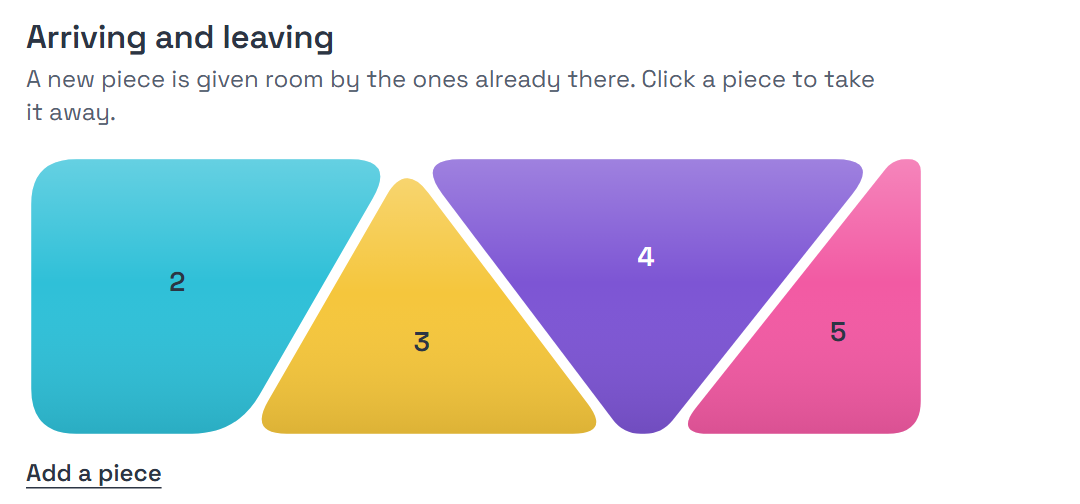 Arriving and leaving
A new piece is given room by the ones already there. Click a piece to take
it away.
2
3
4
5
Add a piece